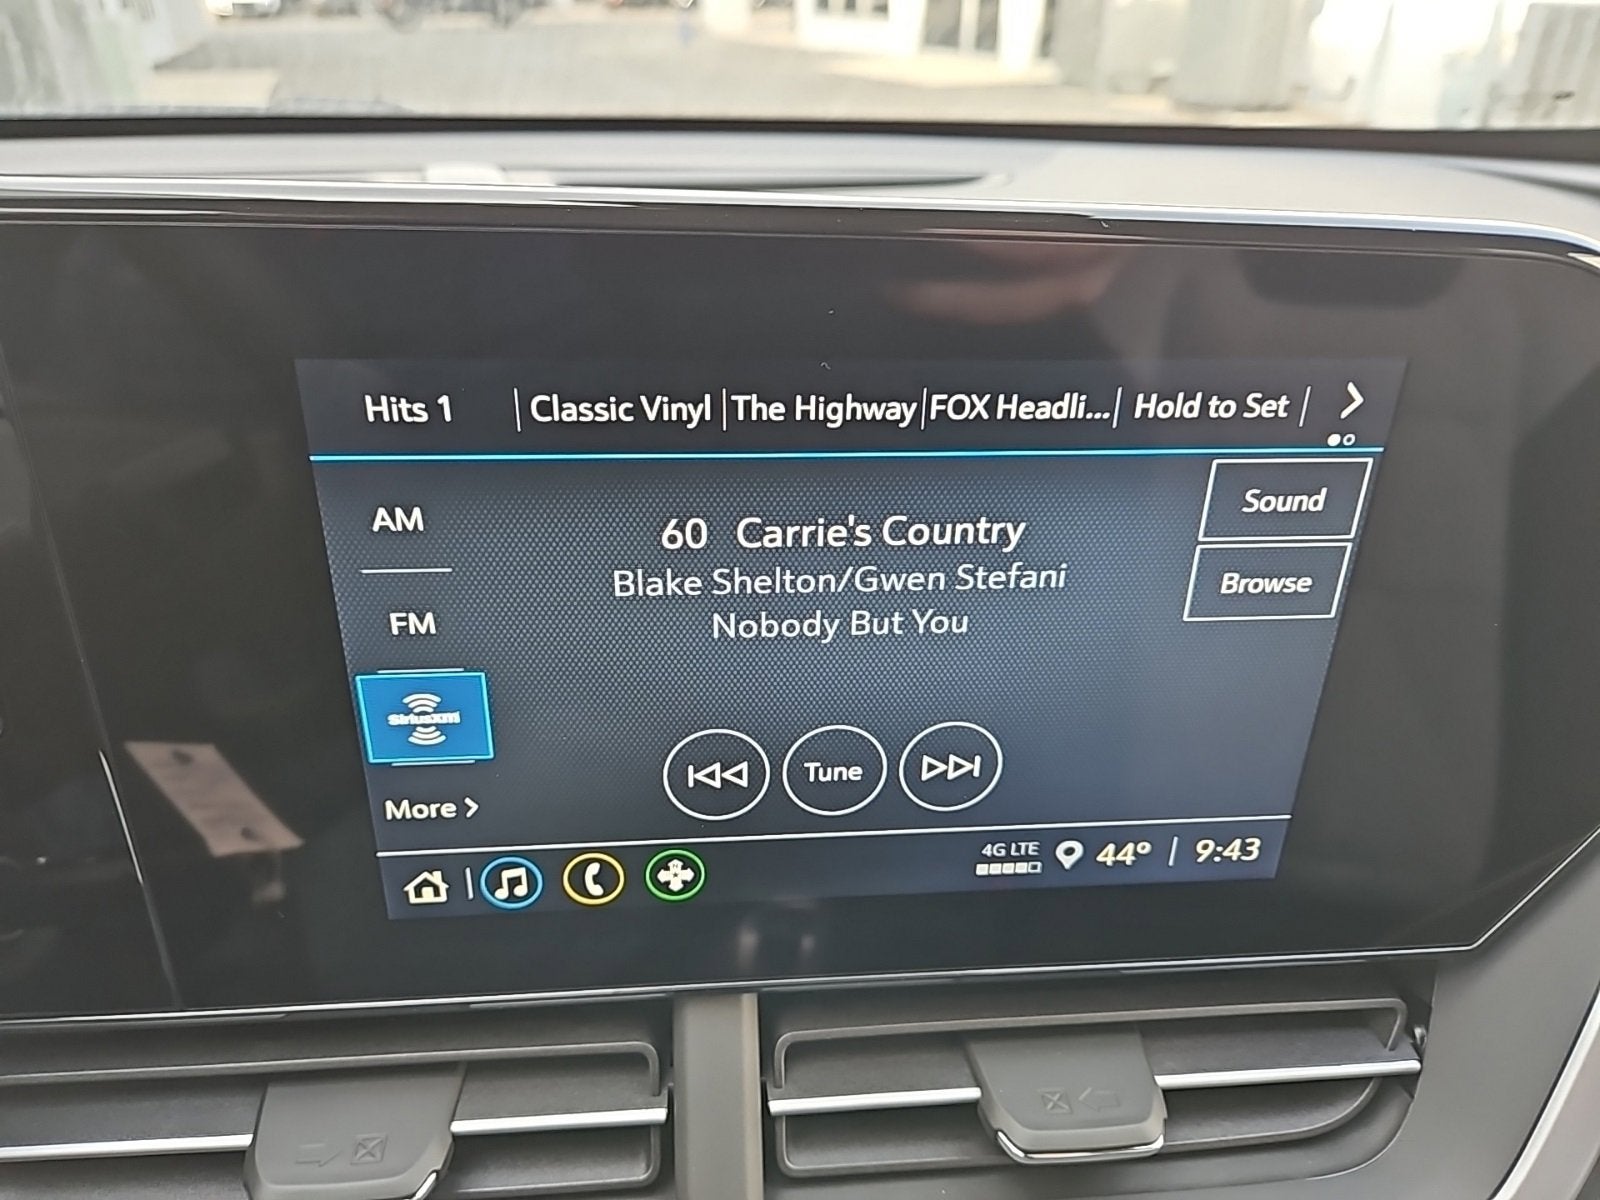 Hits 1 | Classic Vinyl | The Highway | FOX Headli... | Hold to Set |
AM
60 Carrie's Country
Sound
Blake Shelton/Gwen Stefani
Browse
FM
Nobody But You
SiriusXM
Tune
More >
4G LTE 44° | 9:43